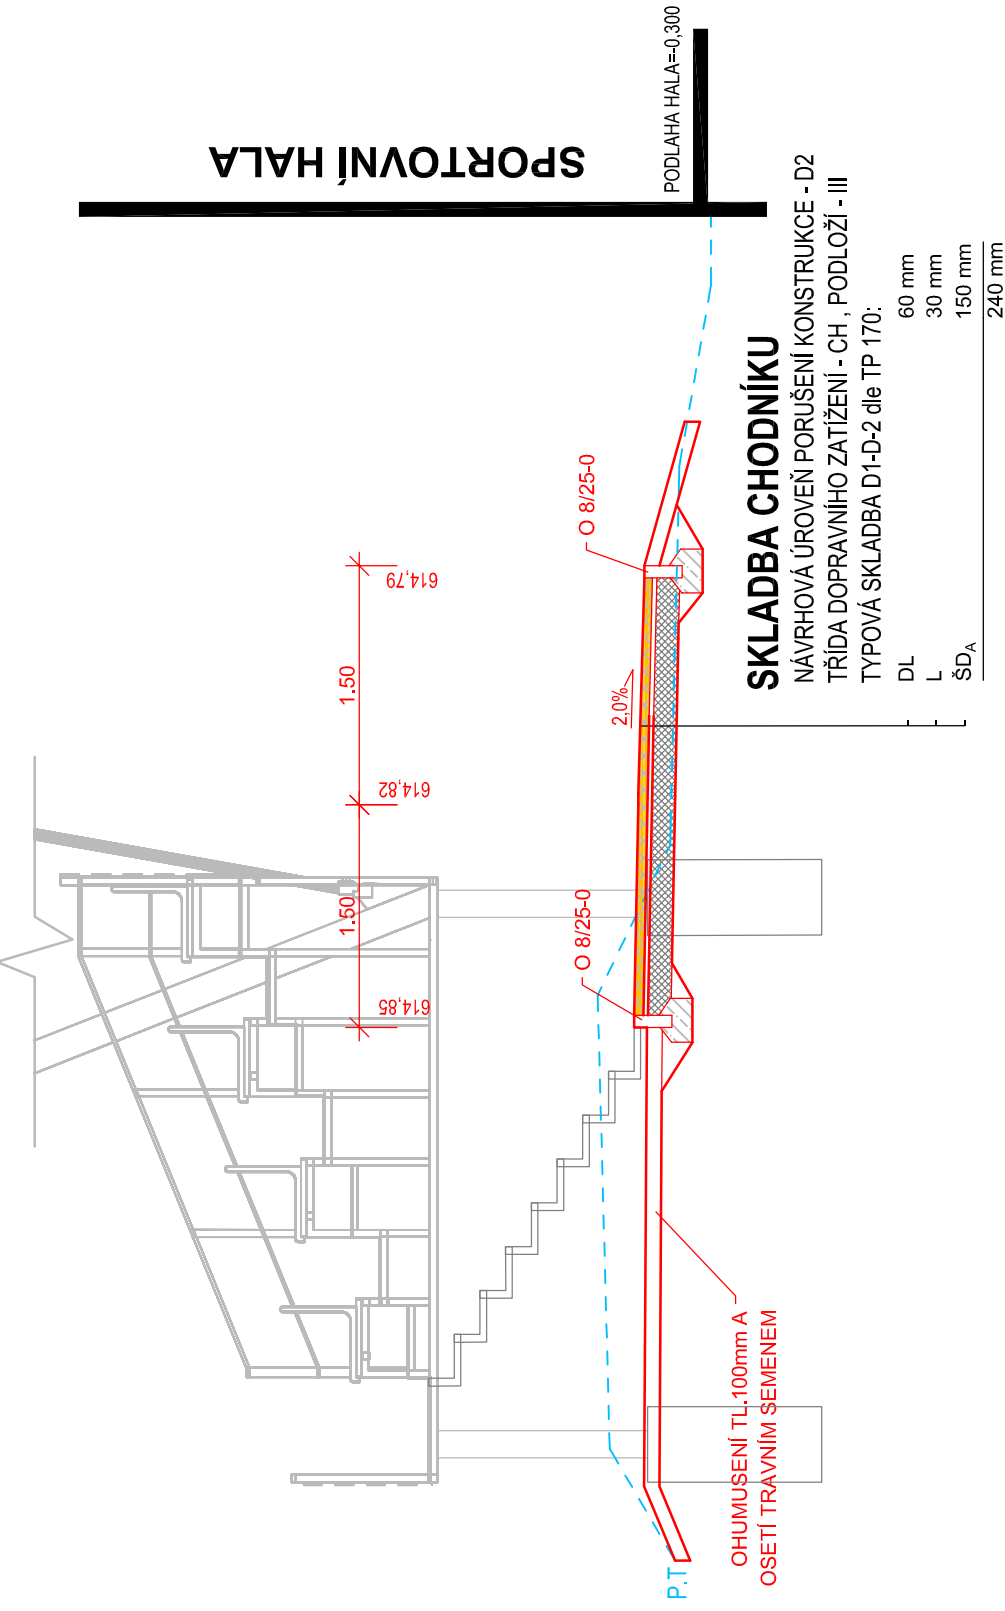 SPORTOVNÍ HALA
PODLAHA HALA=-0,300
614,85
614,82
614,79
1.50
1.50
O 8/25-0
O 8/25-0
2,0%
P.T
OHUMUSENÍ TL.100mm A
OSETÍ TRAVNÍM SEMENEM
SKLADBA CHODNÍKU
NÁVRHOVÁ ÚROVEŇ PORUŠENÍ KONSTRUKCE - D2
TŘÍDA DOPRAVNÍHO ZATÍŽENÍ - CH , PODLOŽÍ - III
TYPOVÁ SKLADBA D1-D-2 dle TP 170:
DL 60 mm
L 30 mm
ŠDA 150 mm
240 mm